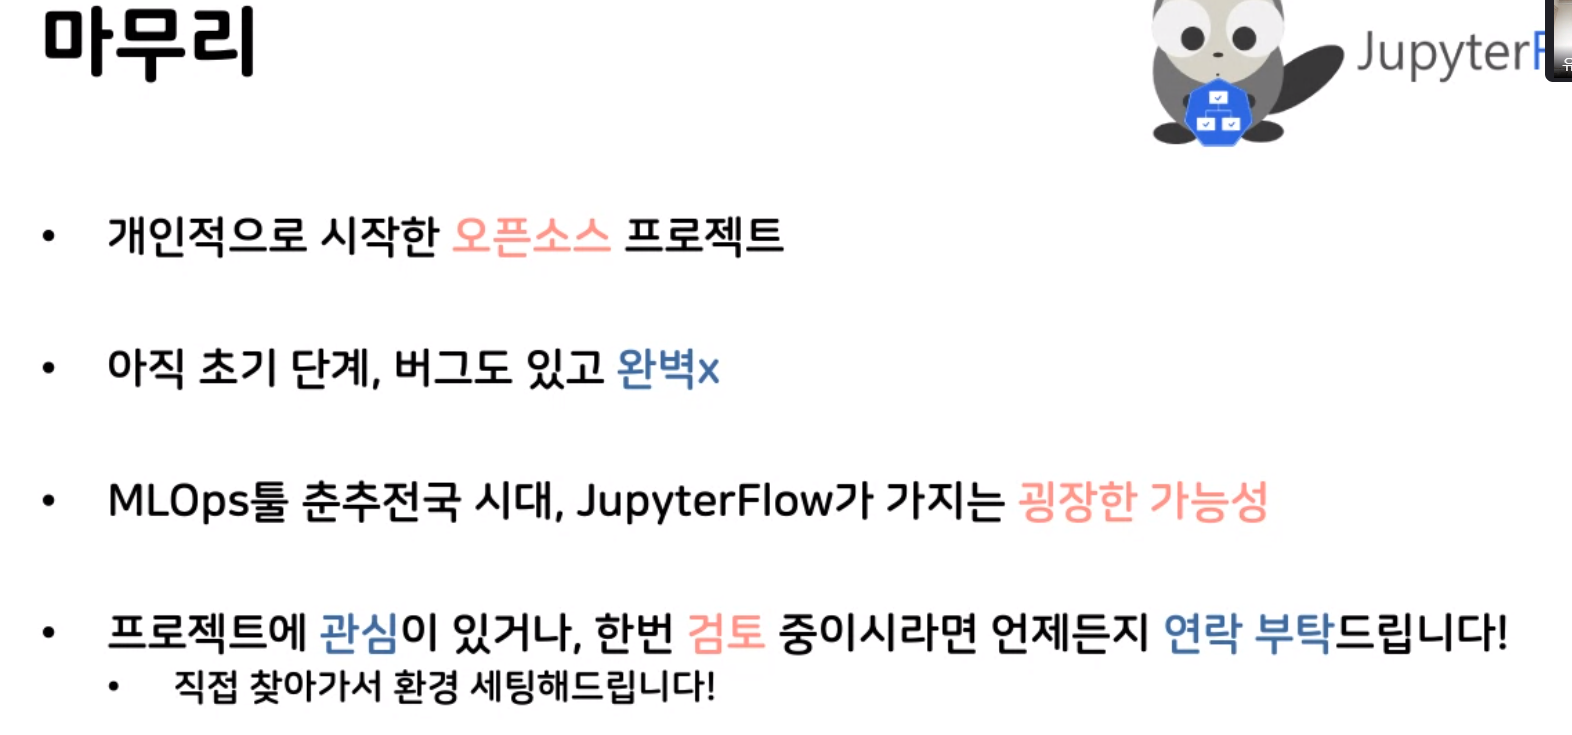 마무리
Jupyter
개인적으로 시작한 오픈소스 프로젝트
아직 초기 단계, 버그도 있고 완벽x
MLOps툴 춘추전국 시대, JupyterFlow가 가지는 굉장한 가능성
프로젝트에 관심이 있거나, 한번 검토 중이시라면 언제든지 연락 부탁드립니다!
직접 찾아가서 환경 세팅해드립니다!